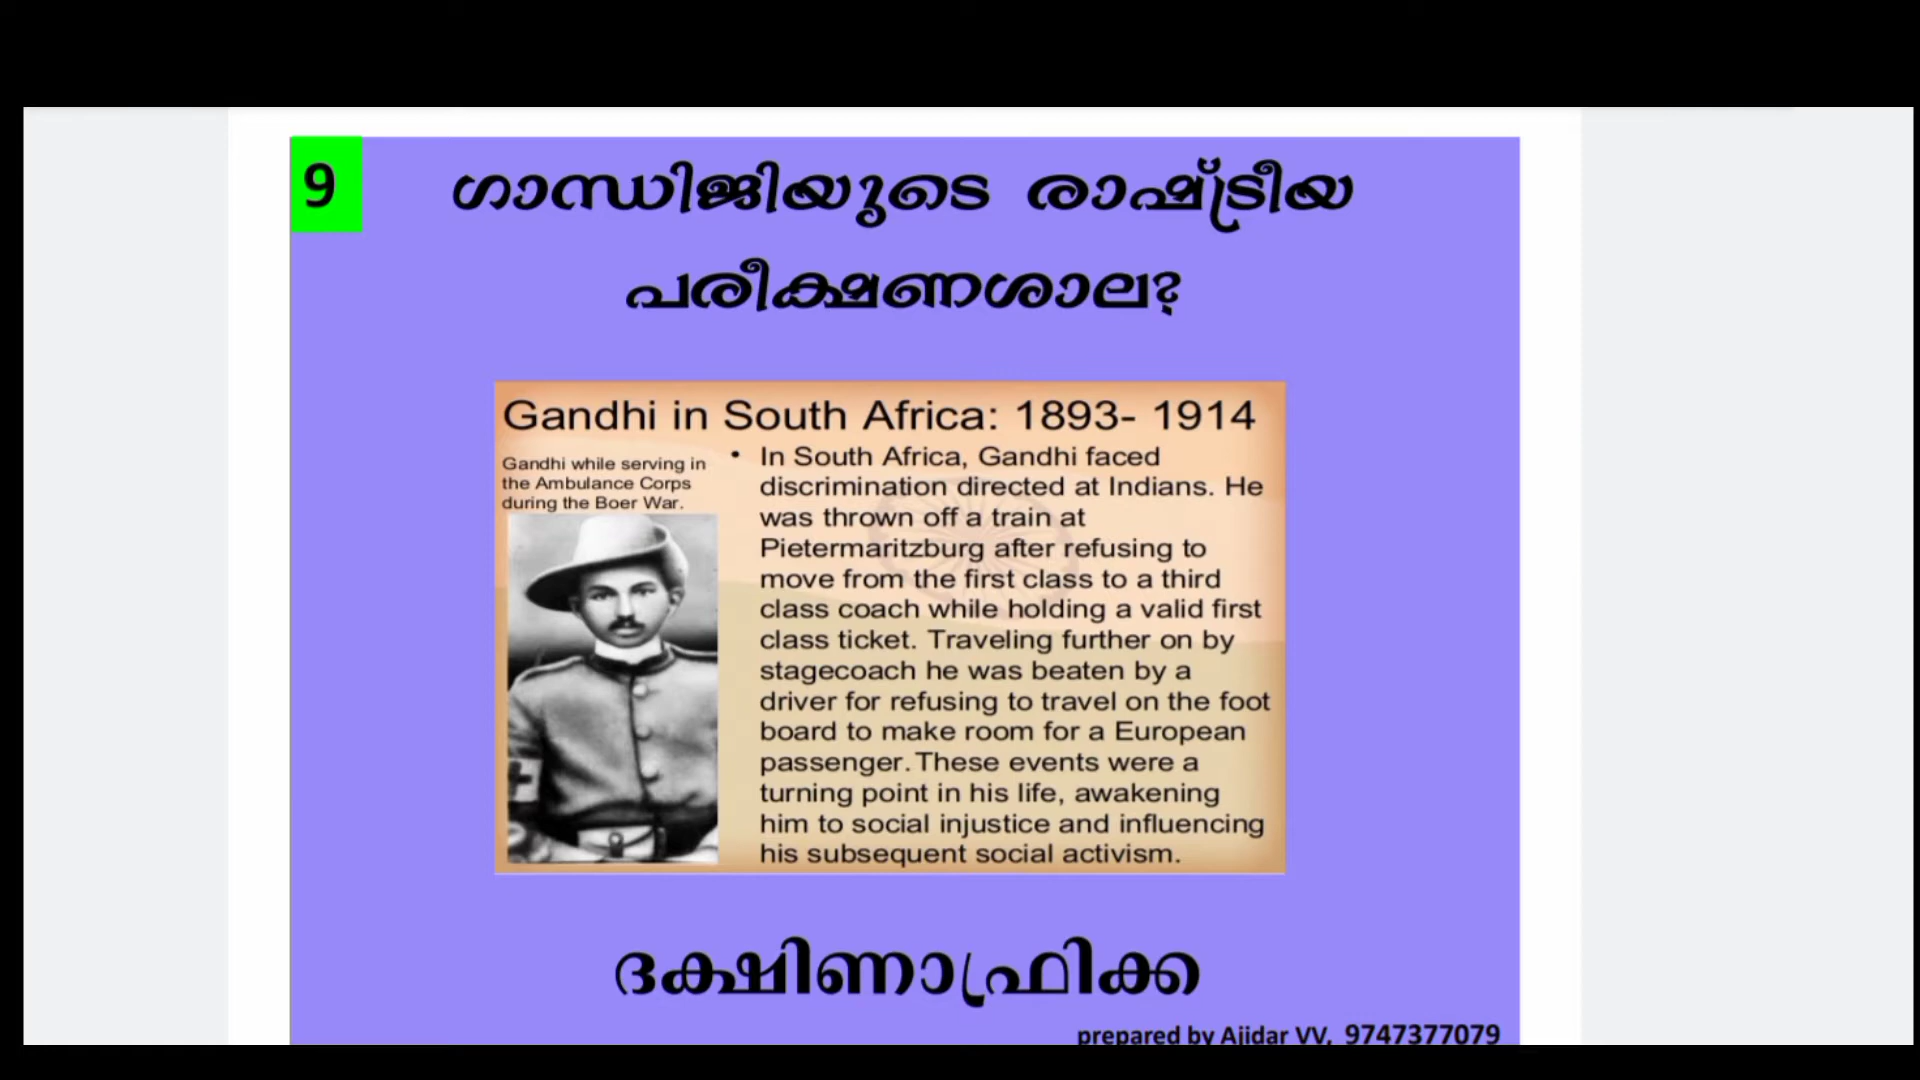 9
ഗാന്ധിജിയുടെ രാഷ്ട്രീയ
പരീക്ഷണശാല?
Gandhi in South Africa: 1893- 1914
Gandhi while serving in
the Ambulance Corps
during the Boer War.
• In South Africa, Gandhi faced
discrimination directed at Indians. He
was thrown off a train at
Pietermaritzburg after refusing to
move from the first class to a third
class coach while holding a valid first
class ticket. Traveling further on by
stagecoach he was beaten by a
driver for refusing to travel on the foot
board to make room for a European
passenger. These events were a
turning point in his life, awakening
him to social injustice and influencing
his subsequent social activism.
ദക്ഷിണാഫ്രിക്ക
prepared by Ajidar VV, 9747377079